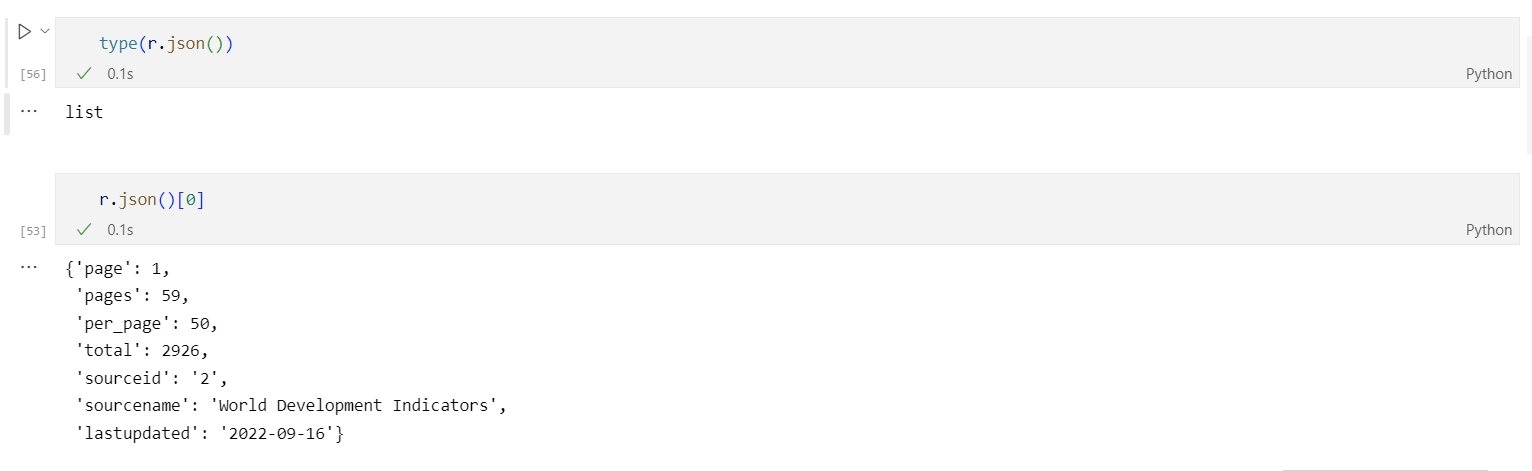 type(r.json())
[56]
0.1s
Python
list
r.json()[0]
[53]
0.1s
Python
{'page': 1,
'pages': 59,
'per_page': 50,
'total': 2926,
'sourceid': '2',
'sourcename': 'World Development Indicators',
'lastupdated': '2022-09-16'}